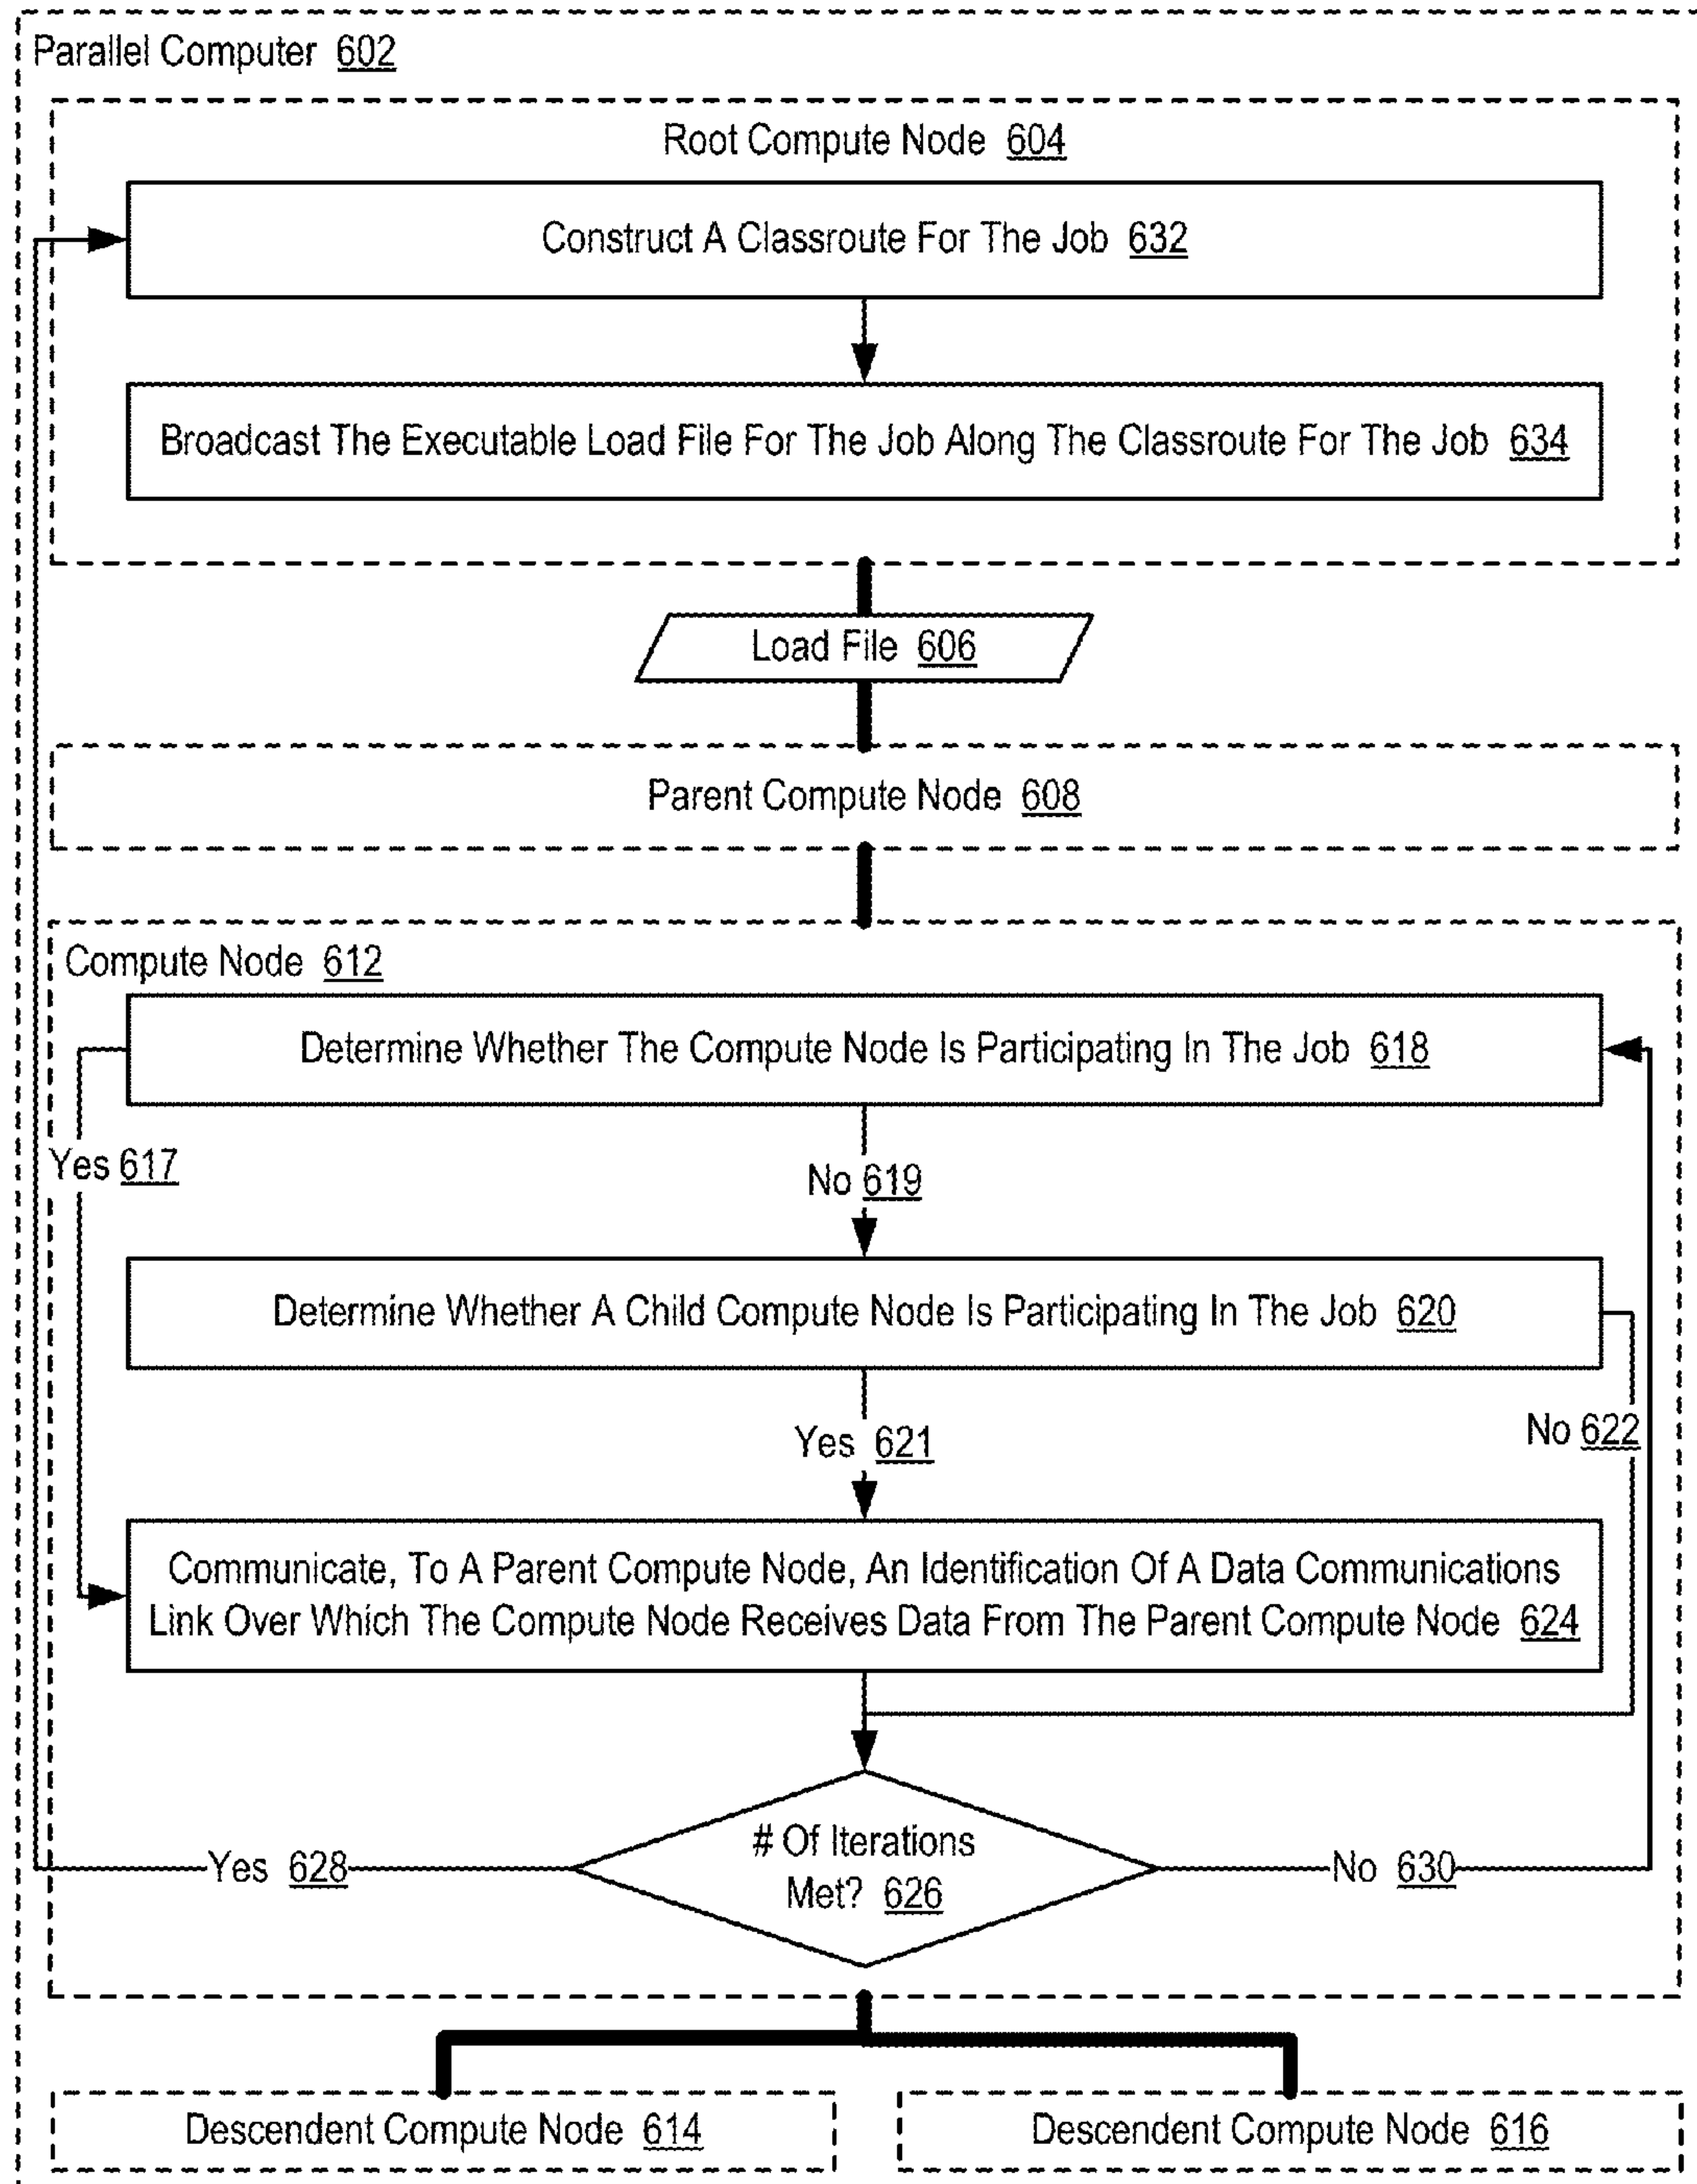 Parallel Computer 602
Root Compute Node 604
Construct A Classroute For The Job 632
Broadcast The Executable Load File For The Job Along The Classroute For The Job 634
Load File 606
Parent Compute Node 608
Compute Node 612
Determine Whether The Compute Node Is Participating In The Job 618
Yes 617
No 619
Determine Whether A Child Compute Node Is Participating In The Job 620
No 622
Yes 621
Communicate, To A Parent Compute Node, An Identification Of A Data Communications
Link Over Which The Compute Node Receives Data From The Parent Compute Node 624
# Of Iterations
Met? 626
Yes 628
No 630
Descendent Compute Node 614
Descendent Compute Node 616